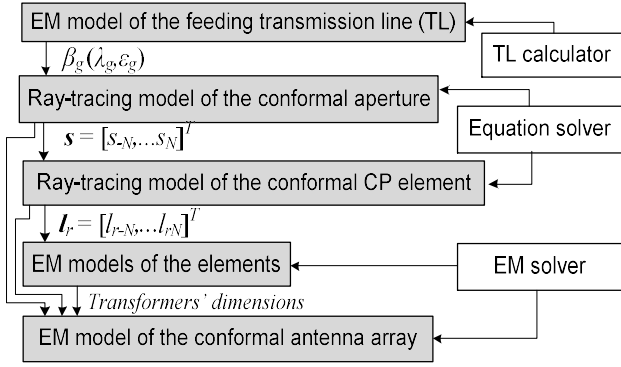 EM model of the feeding transmission line (TL)
TL calculator
βg(λg,εg)
Ray-tracing model of the conformal aperture
Equation solver
s = [s-N,...sN]T
Ray-tracing model of the conformal CP element
lr = [lr-N,...lrN]T
EM models of the elements
EM solver
Transformers' dimensions
EM model of the conformal antenna array